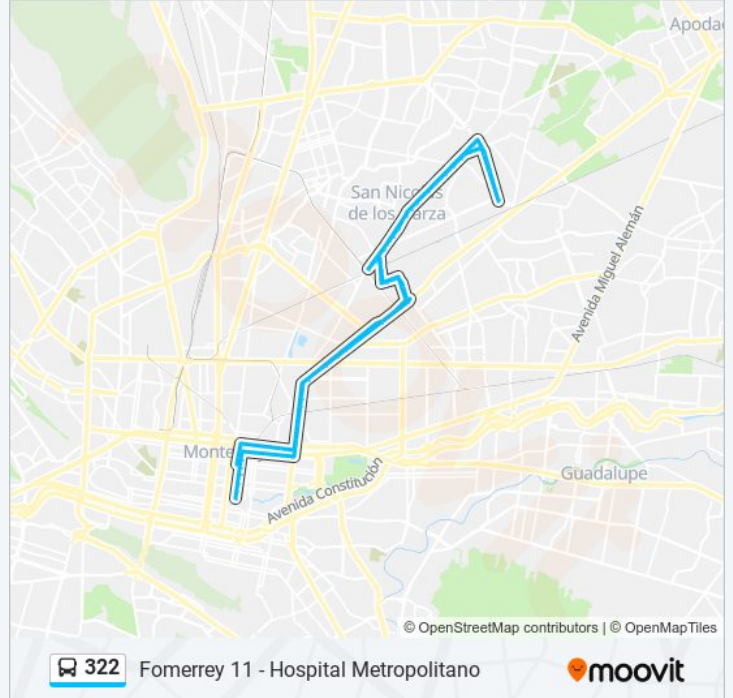 Apodac
San Nicolás
de los Garza
Avenida Miguel Alemán
Monte
Guadalupe
Avenida Constitución
© OpenStreetMap contributors | © OpenMapTiles
322 Fomerrey 11 - Hospital Metropolitano moovit